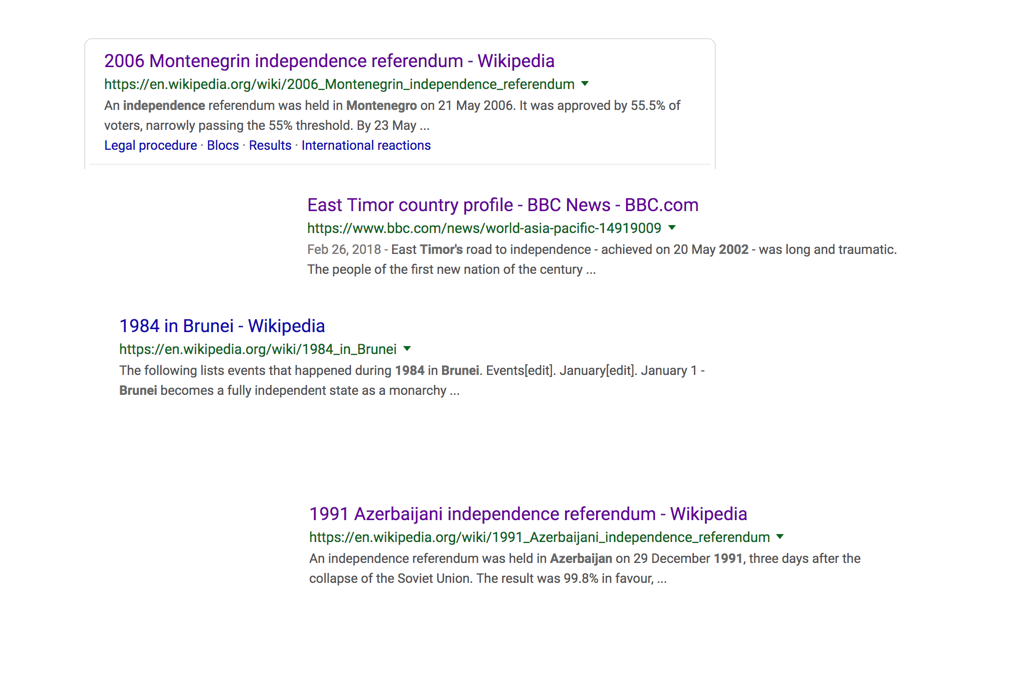 2006 Montenegrin independence referendum - Wikipedia
https://en.wikipedia.org/wiki/2006_Montenegrin_independence_referendum
An independence referendum was held in Montenegro on 21 May 2006. It was approved by 55.5% of
voters, narrowly passing the 55% threshold. By 23 May ...
Legal procedure · Blocs · Results · International reactions
East Timor country profile - BBC News - BBC.com
https://www.bbc.com/news/world-asia-pacific-14919009
Feb 26, 2018 - East Timor's road to independence - achieved on 20 May 2002 - was long and traumatic.
The people of the first new nation of the century ...
1984 in Brunei - Wikipedia
https://en.wikipedia.org/wiki/1984_in_Brunei
The following lists events that happened during 1984 in Brunei. Events[edit]. January[edit]. January 1 -
Brunei becomes a fully independent state as a monarchy ...
1991 Azerbaijani independence referendum - Wikipedia
https://en.wikipedia.org/wiki/1991_Azerbaijani_independence_referendum
An independence referendum was held in Azerbaijan on 29 December 1991, three days after the
collapse of the Soviet Union. The result was 99.8% in favour, ...